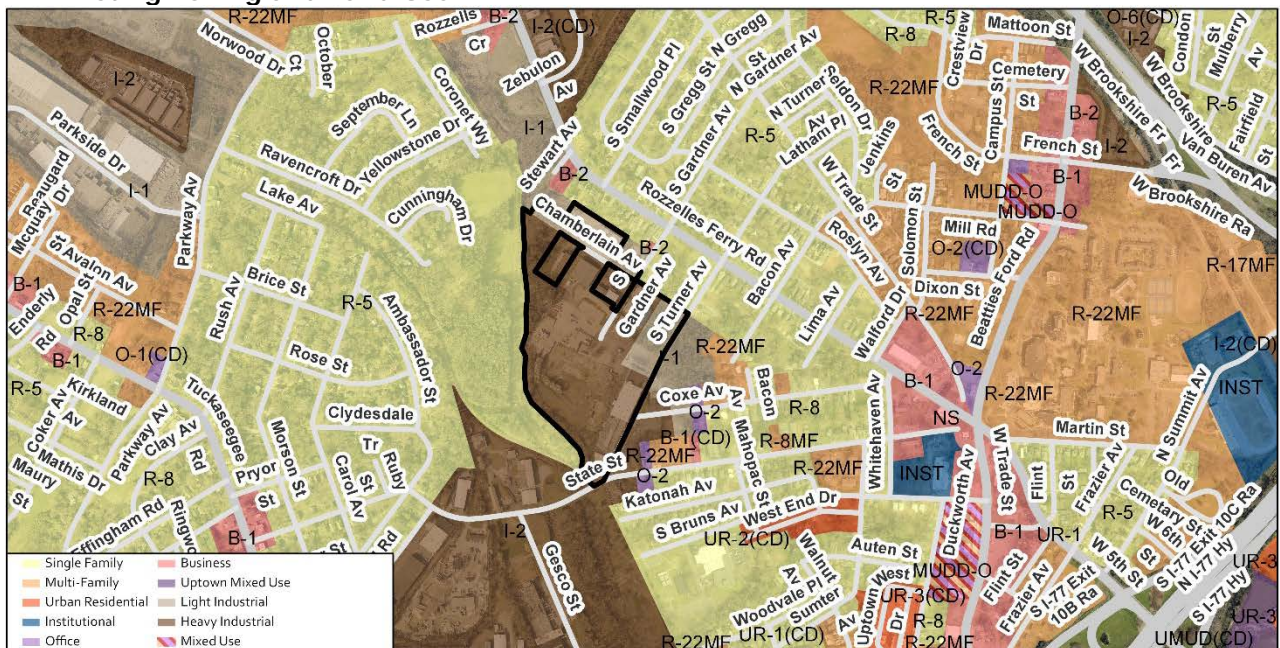 R-22MF
Norwood Dr
Ct
October
Rozzells
Cr
B-2
I-2(CD)
Zebulon
Av
I-2
Parkside Dr
I-1
Beaugard
Mcquay Dr
St
Avalon Av
Parkway Av
September Ln
Coronet Wy
Yellowstone Dr
Ravencroft Dr
Lake Av
Cunningham Dr
I-1
Stewart Av
B-2
S Smallwood Pl
S Gregg St
N Gregg
St
N Gardner Av
S Gardner Av
N Turner
Av
Seldon Dr
Latham Pl
R-5
Jenkins
St
W Trade St
R-5
R-8
Crestview
Dr
Mattoon St
Cemetery
St
R-22MF
Campus St
French St
B-2
O-6(CD)
I-2
W Brookshire Fr
W Brookshire
Fr
Van Buren Av
Condon
St
Mulberry
Av
R-5
Fairfield
St
French St
I-2
B-1
W Brookshire Ra
MUDD-O
MUDD-O
Mill Rd
O-2(CD)
Solomon St
Roslyn Av
Dixon St
R-22MF
Beatties Ford Rd
R-17MF
R-22MF
Chamberlain Av
B-2
Rozzelles Ferry Rd
S
Gardner Av
S Turner Av
Bacon Av
Lima Av
Walford Dr
B-1
O-2
R-22MF
NS
I-2(CD)
INST
N Summit Av
Martin St
B-1
Enderly
Rd
Opal St
R-22MF
R-8
B-1
O-1(CD)
R-5
Kirkland
Av
Coker Av
Mathis Dr
Maury
St
Parkway Av
Clay Av
Rd
R-8
Effingham Rd
Ringwo
Tuckaseegee
Rush Av
Brice St
R-5
Ambassador St
Rose St
Clydesdale
Tr
Morson St
Pryor
St
Carol Av
St
Ruby
Rd
B-1
I-2
Gesco St
State St
Coxe Av
Av
O-2
B-1(CD)
R-22MF
O-2
Katonah Av
Mahopac St
Bacon
R-22MF
R-8
R-8MF
R-22MF
Whitehaven Av
INST
S Bruns Av
West End Dr
UR-2(CD)
Walnut
Av
Auten St
Woodvale Pl
Sumter
Av
UR-1(CD)
R-22MF
Uptown West
Dr
Duckworth Av
MUDD-O
UR-3(CD)
R-8
R-22MF
W Trade St
Flint
St
B-1
UR-1
Flint St
Frazier Av
Frazier Av
R-5
Cemetary St
Old
W 6th
St
W 5th St
S I-77 Exit 10C Ra
N I-77 Hy
S I-77 Hy
S I-77 Exit
10B Ra
UR-3
UR-3
UMUD(CD)
Single Family
Multi-Family
Urban Residential
Institutional
Office
Business
Uptown Mixed Use
Light Industrial
Heavy Industrial
Mixed Use